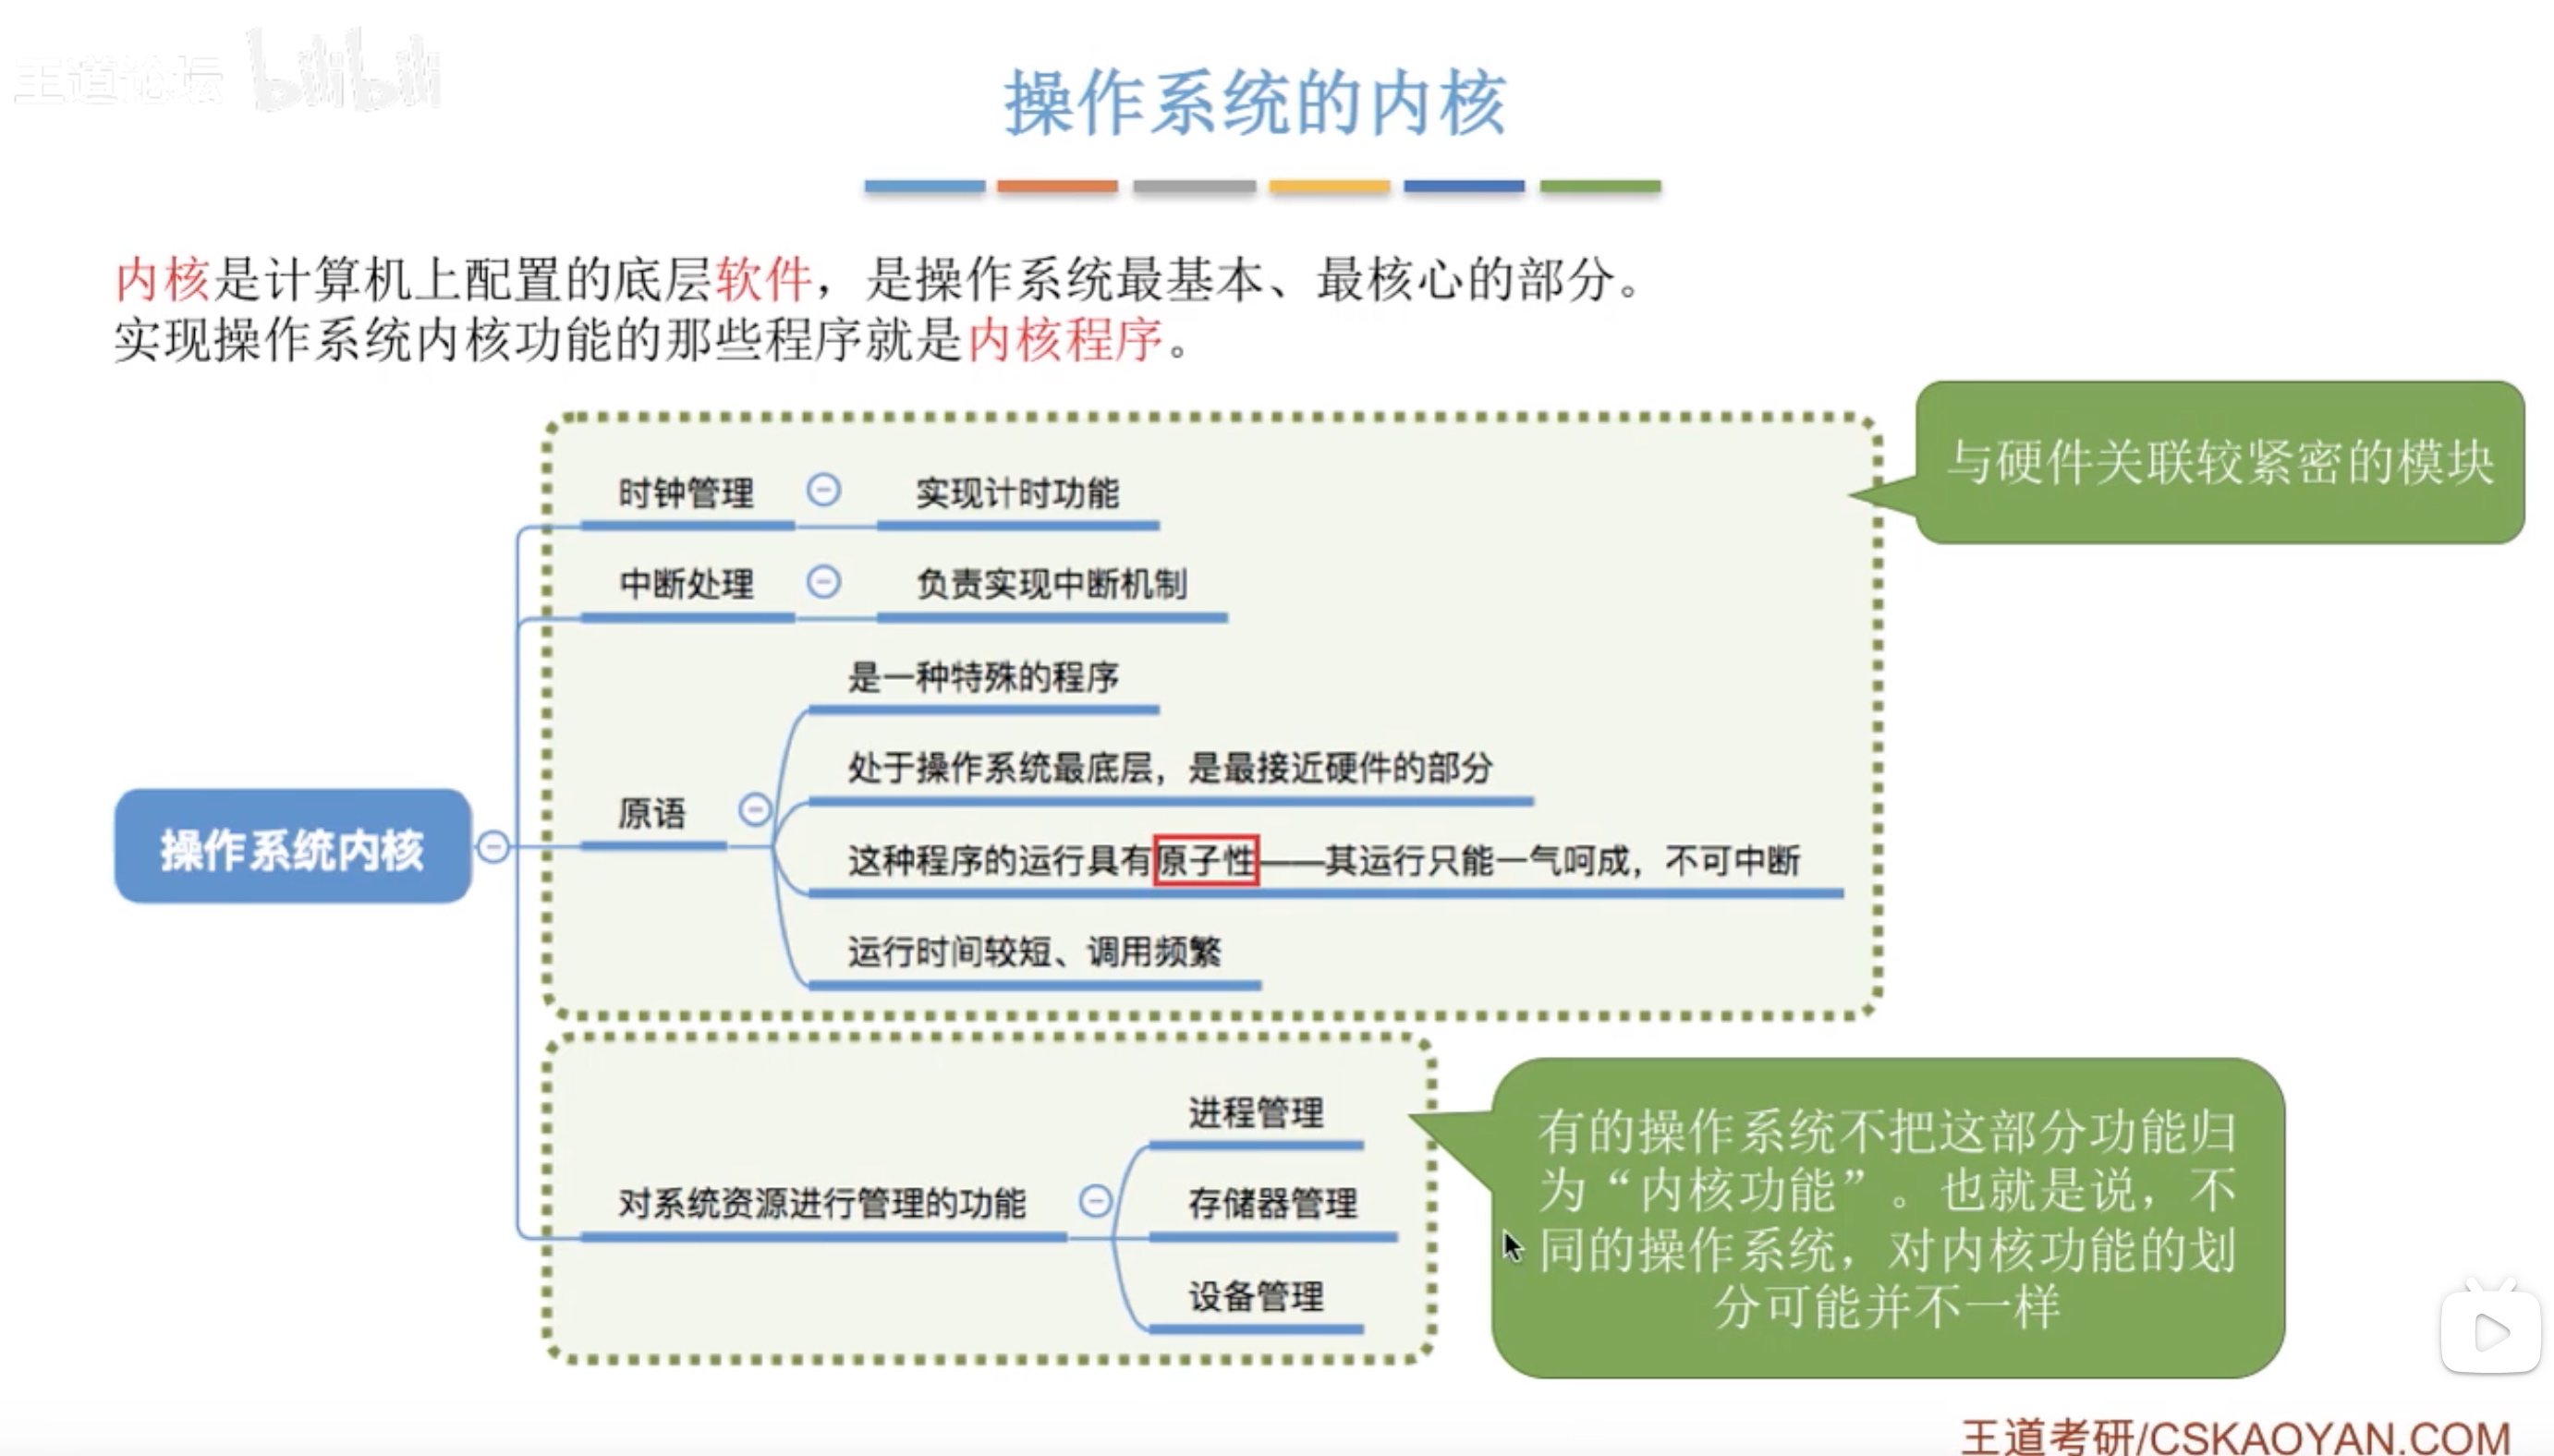 王道论坛 bilibili
操作系统的内核
内核是计算机上配置的底层软件，是操作系统最基本、最核心的部分。
实现操作系统内核功能的那些程序就是内核程序。
与硬件关联较紧密的模块
时钟管理 实现计时功能
中断处理 负责实现中断机制
是一种特殊的程序
处于操作系统最底层，是最接近硬件的部分
原语
操作系统内核
这种程序的运行具有原子性——其运行只能一气呵成，不可中断
运行时间较短、调用频繁
进程管理
对系统资源进行管理的功能
存储器管理
设备管理
有的操作系统不把这部分功能归
为“内核功能”。也就是说，不
同的操作系统，对内核功能的划
分可能并不一样
王道考研/CSKAOYAN.COM